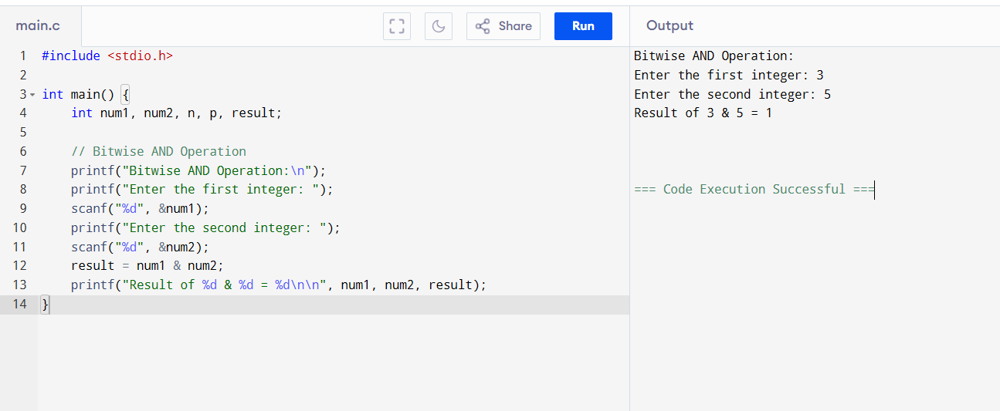 main.c
Share
Run
Output
1 #include <stdio.h>
2
3 int main() {
4     int num1, num2, n, p, result;
5
6     // Bitwise AND Operation
7     printf("Bitwise AND Operation:\n");
8     printf("Enter the first integer: ");
9     scanf("%d", &num1);
10     printf("Enter the second integer: ");
11     scanf("%d", &num2);
12     result = num1 & num2;
13     printf("Result of %d & %d = %d\n\n", num1, num2, result);
14 }
Bitwise AND Operation:
Enter the first integer: 3
Enter the second integer: 5
Result of 3 & 5 = 1
=== Code Execution Successful ===